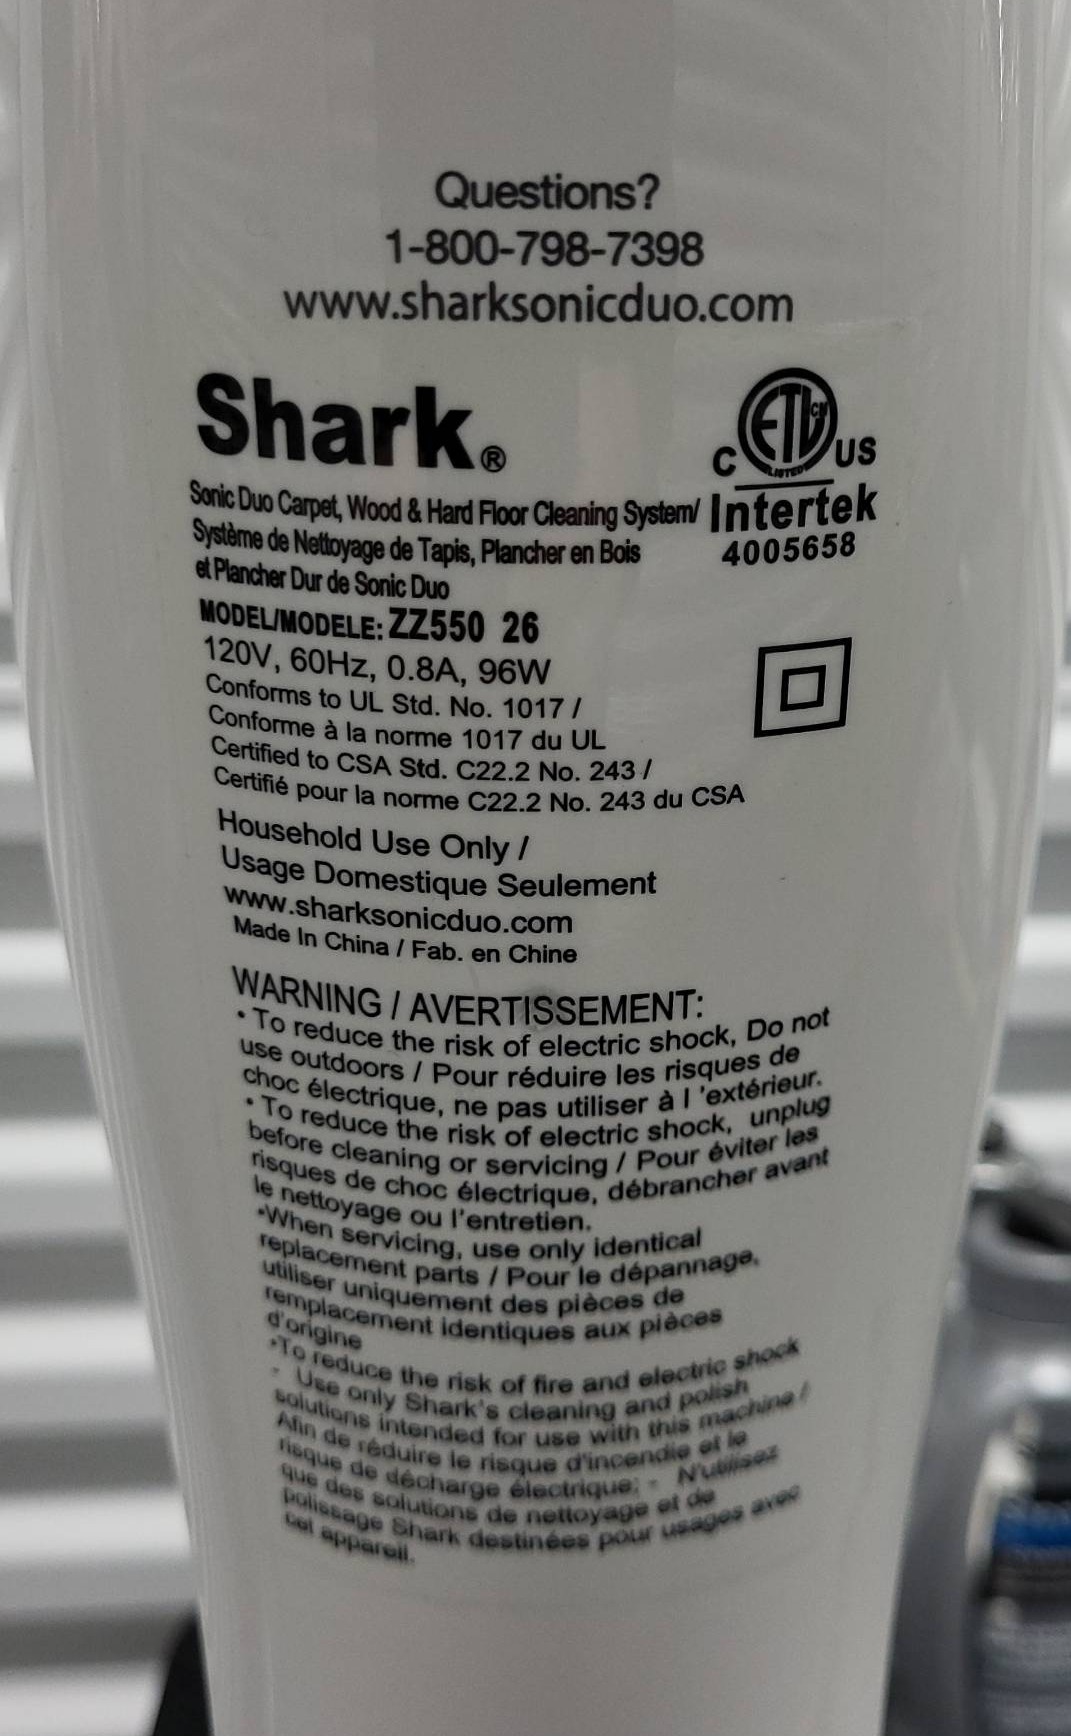 Questions?
1-800-798-7398
www.sharksonicduo.com
Shark®
C ETL CM LISTED US
Intertek
4005658
Sonic Duo Carpet, Wood & Hard Floor Cleaning System/
Système de Nettoyage de Tapis, Plancher en Bois
et Plancher Dur de Sonic Duo
MODEL/MODELE: ZZ550 26
120V, 60Hz, 0.8A, 96W
Conforms to UL Std. No. 1017 /
Conforme à la norme 1017 du UL
Certified to CSA Std. C22.2 No. 243 /
Certifié pour la norme C22.2 No. 243 du CSA
Household Use Only /
Usage Domestique Seulement
www.sharksonicduo.com
Made In China / Fab. en Chine
WARNING / AVERTISSEMENT:
• To reduce the risk of electric shock, Do not
use outdoors / Pour réduire les risques de
choc électrique, ne pas utiliser à l 'extérieur.
• To reduce the risk of electric shock, unplug
before cleaning or servicing / Pour éviter les
risques de choc électrique, débrancher avant
le nettoyage ou l'entretien.
•When servicing, use only identical
replacement parts / Pour le dépannage,
utiliser uniquement des pièces de
remplacement identiques aux pièces
d'origine
•To reduce the risk of fire and electric shock
- Use only Shark's cleaning and polish
solutions intended for use with this machine /
Afin de réduire le risque d'incendie et le
risque de décharge électrique: - N'utilisez
que des solutions de nettoyage et de
polissage Shark destinées pour usages avec
cet appareil.